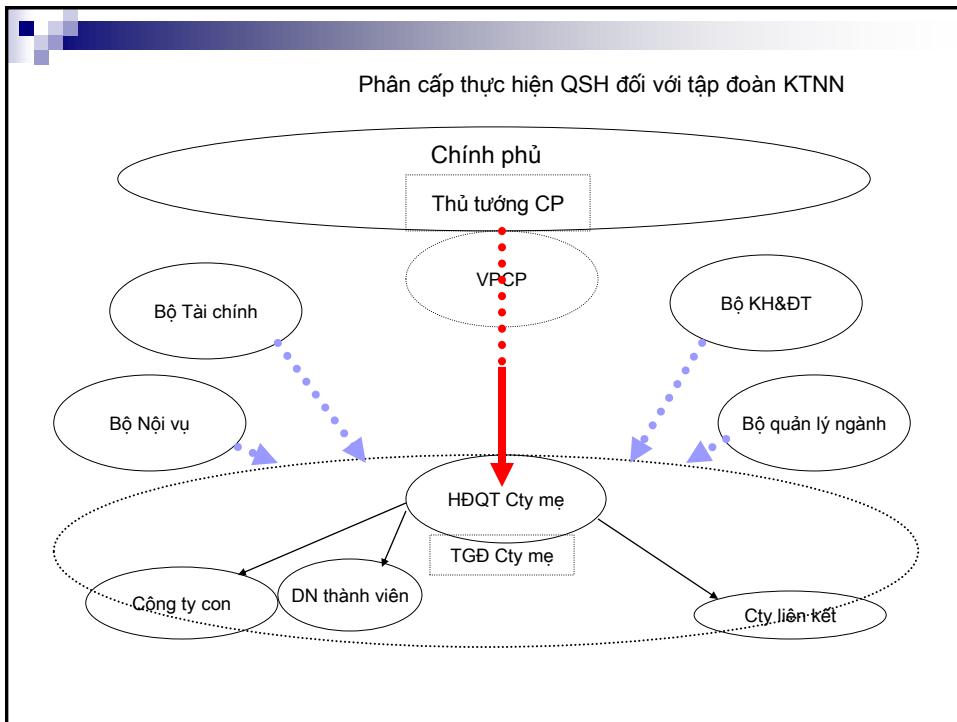 Phân cấp thực hiện QSH đối với tập đoàn KTNN
Chính phủ
Thủ tướng CP
VPCP
Bộ Tài chính
Bộ KH&ĐT
Bộ Nội vụ
Bộ quản lý ngành
HĐQT Cty mẹ
TGĐ Cty mẹ
Công ty con
DN thành viên
Cty liên kết